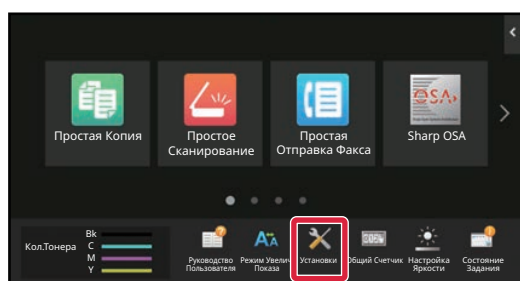 OSA
Простая Копия
Простое
Сканирование
Простая
Отправка Факса
Sharp OSA
Кол.Тонера
Bk
C
M
Y
Руководство
Пользователя
Режим Увелич
Показа
Установки
Общий Счетчик
Настройка
Яркости
Состояние
Задания